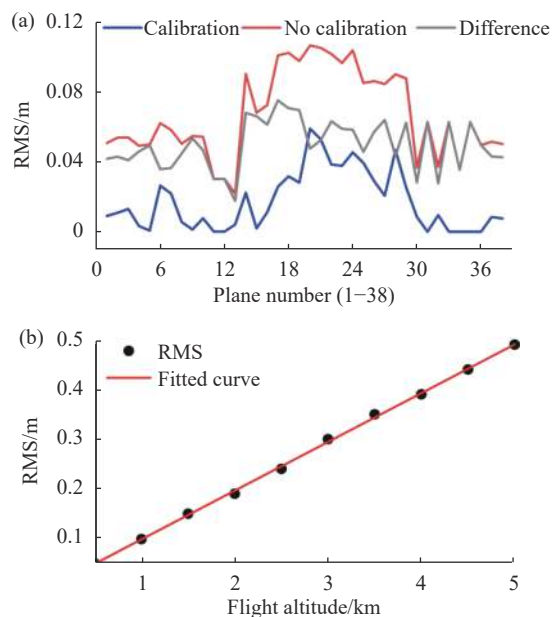 (a)
0.12
Calibration No calibration Difference
0.08
0.04
0
RMS/m
0 6 12 18 24 30 36
Plane number (1−38)
(b)
0.5
RMS
Fitted curve
0.4
0.3
0.2
0.1
RMS/m
1 2 3 4 5
Flight altitude/km